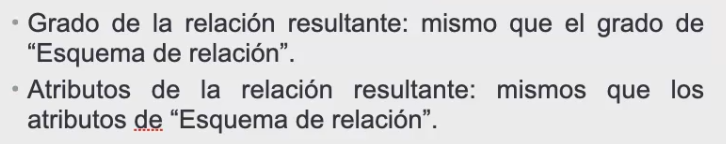 • Grado de la relación resultante: mismo que el grado de
“Esquema de relación”.
• Atributos de la relación resultante: mismos que los
atributos de “Esquema de relación”.